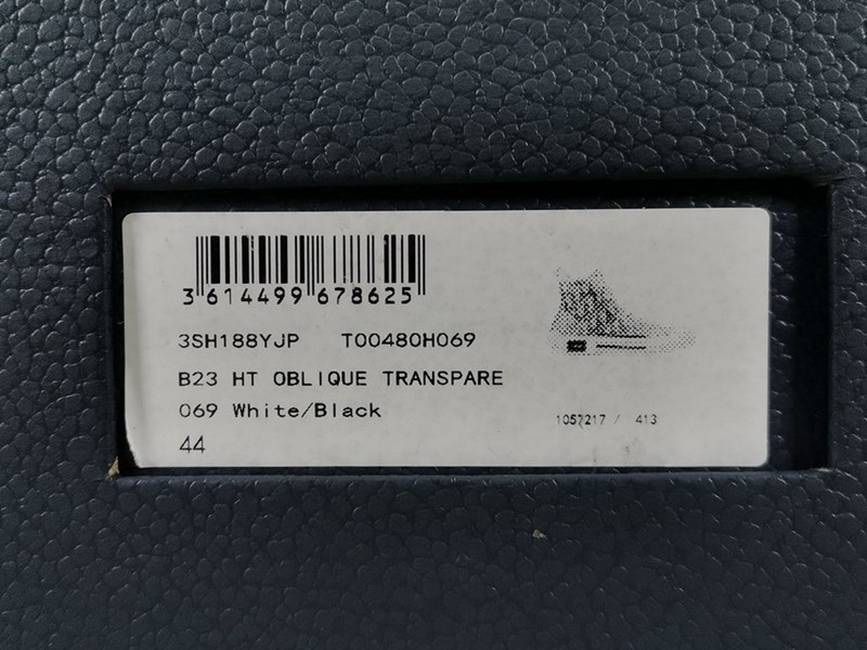 3 614499 678625
3SH188YJP T00480H069
B23 HT OBLIQUE TRANSPARE
069 White/Black
44
1057217 / 413